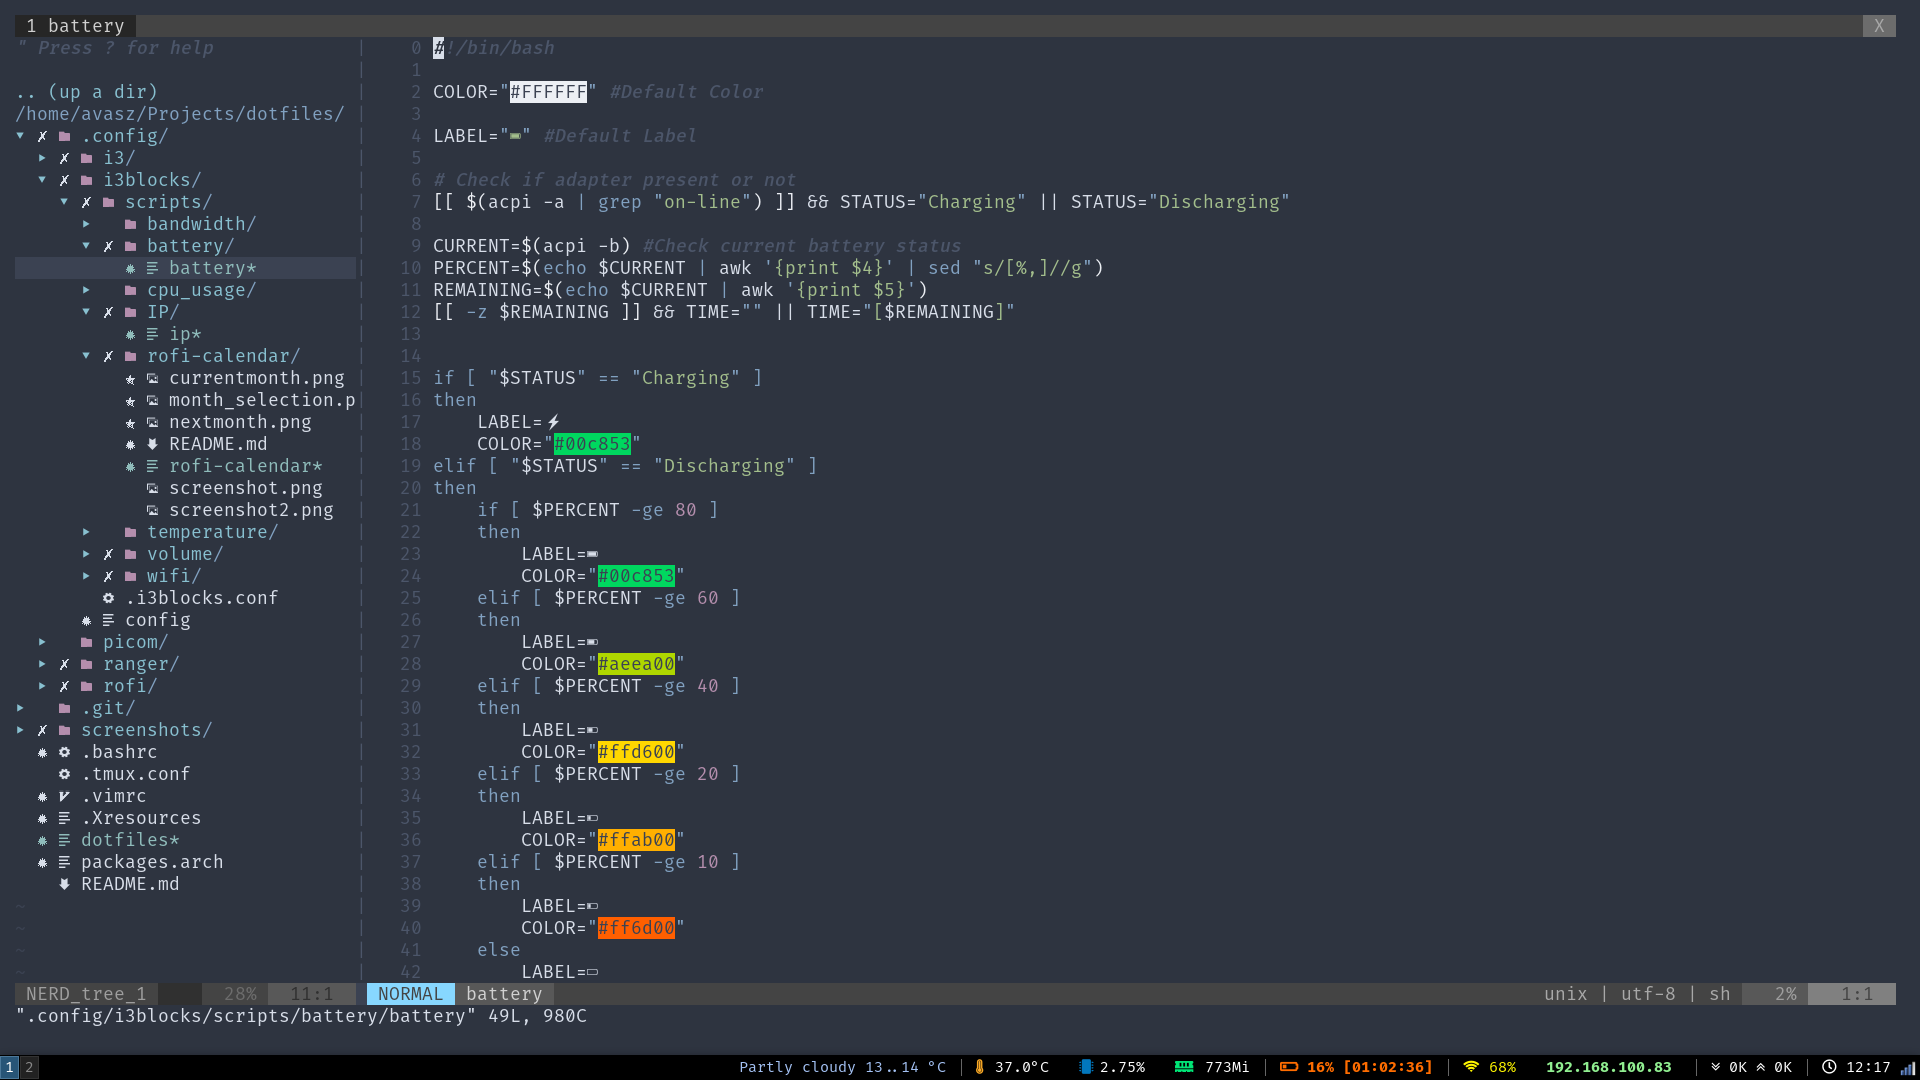 1 battery
X
" Press ? for help
.. (up a dir)
/home/avasz/Projects/dotfiles/
▾ ✗ .config/
▸ ✗ i3/
▾ ✗ i3blocks/
▾ ✗ scripts/
▸ bandwidth/
▾ ✗ battery/
✹ battery*
▸ cpu_usage/
▾ ✗ IP/
✹ ip*
▾ ✗ rofi-calendar/
★ currentmonth.png
★ month_selection.p
★ nextmonth.png
✹ README.md
✹ rofi-calendar*
screenshot.png
screenshot2.png
▸ temperature/
▸ ✗ volume/
▸ ✗ wifi/
.i3blocks.conf
✹ config
▸ picom/
▸ ✗ ranger/
▸ ✗ rofi/
▸ .git/
▸ ✗ screenshots/
✹ .bashrc
.tmux.conf
✹ .vimrc
✹ .Xresources
✹ dotfiles*
✹ packages.arch
README.md
~
~
~
~
0 #!/bin/bash
1
2 COLOR="#FFFFFF" #Default Color
3
4 LABEL="" #Default Label
5
6 # Check if adapter present or not
7 [[ $(acpi -a | grep "on-line") ]] && STATUS="Charging" || STATUS="Discharging"
8
9 CURRENT=$(acpi -b) #Check current battery status
10 PERCENT=$(echo $CURRENT | awk '{print $4}' | sed "s/[%,]//g")
11 REMAINING=$(echo $CURRENT | awk '{print $5}')
12 [[ -z $REMAINING ]] && TIME="" || TIME="[$REMAINING]"
13
14
15 if [ "$STATUS" == "Charging" ]
16 then
17 LABEL=⚡
18 COLOR="#00c853"
19 elif [ "$STATUS" == "Discharging" ]
20 then
21 if [ $PERCENT -ge 80 ]
22 then
23 LABEL=
24 COLOR="#00c853"
25 elif [ $PERCENT -ge 60 ]
26 then
27 LABEL=
28 COLOR="#aeea00"
29 elif [ $PERCENT -ge 40 ]
30 then
31 LABEL=
32 COLOR="#ffd600"
33 elif [ $PERCENT -ge 20 ]
34 then
35 LABEL=
36 COLOR="#ffab00"
37 elif [ $PERCENT -ge 10 ]
38 then
39 LABEL=
40 COLOR="#ff6d00"
41 else
42 LABEL=
NERD_tree_1 28% 11:1 NORMAL battery unix | utf-8 | sh 2% 1:1
".config/i3blocks/scripts/battery/battery" 49L, 980C
1 2 Partly cloudy 13..14 °C | 37.0°C 2.75% 773Mi | 16% [01:02:36] | 68% 192.168.100.83 | 0K 0K | 12:17